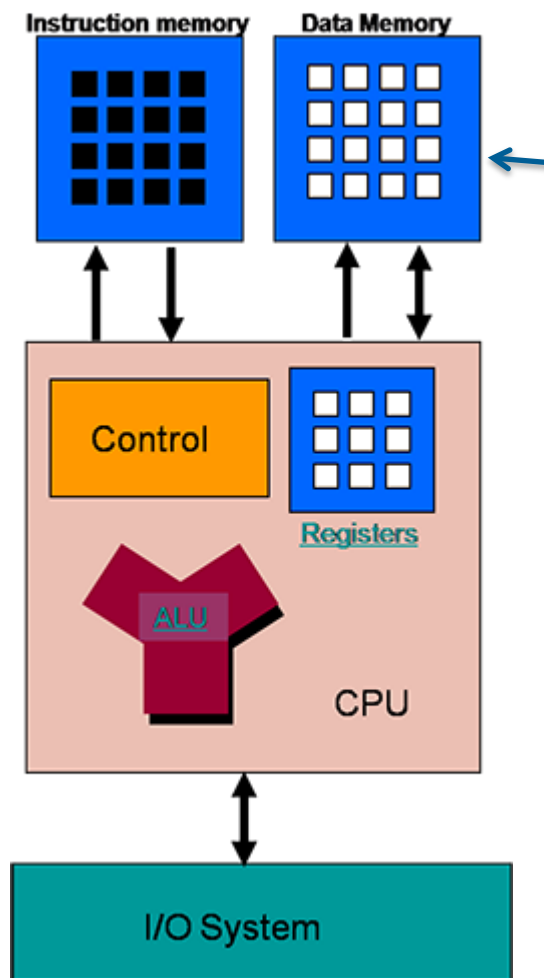 Instruction memory
Data Memory
Control
Registers
ALU
CPU
I/O System